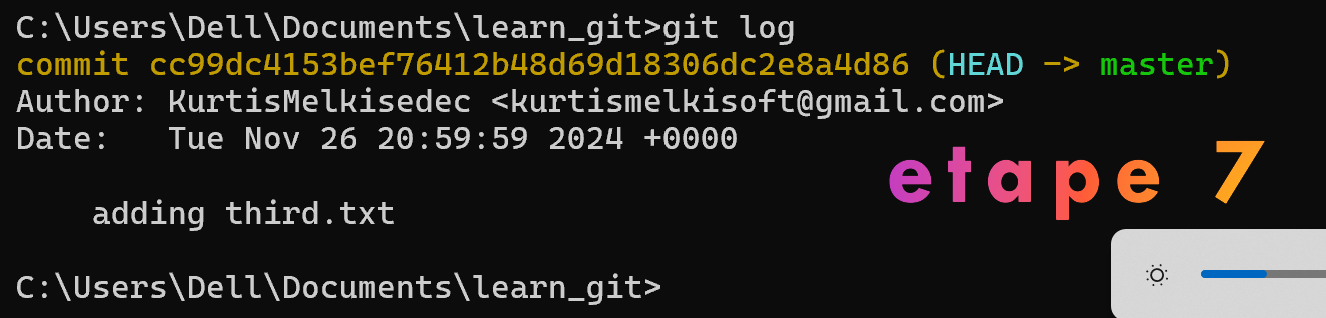 C:\Users\Dell\Documents\learn_git>git log
commit cc99dc4153bef76412b48d69d18306dc2e8a4d86 (HEAD -> master)
Author: KurtisMelkisedec <kurtismelkisoft@gmail.com>
Date:   Tue Nov 26 20:59:59 2024 +0000
etape 7
    adding third.txt
C:\Users\Dell\Documents\learn_git>